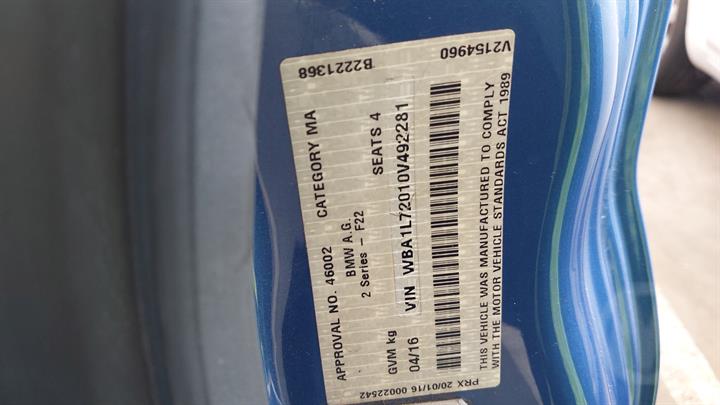 B2221368 V2154960
APPROVAL NO. 46002 CATEGORY MA
BMW A.G. SEATS 4
2 Series – F22
VIN WBA1L72010V492281
GVM kg
04/16
THIS VEHICLE WAS MANUFACTURED TO COMPLY
WITH THE MOTOR VEHICLE STANDARDS ACT 1989
PRX 20/01/16 00022542